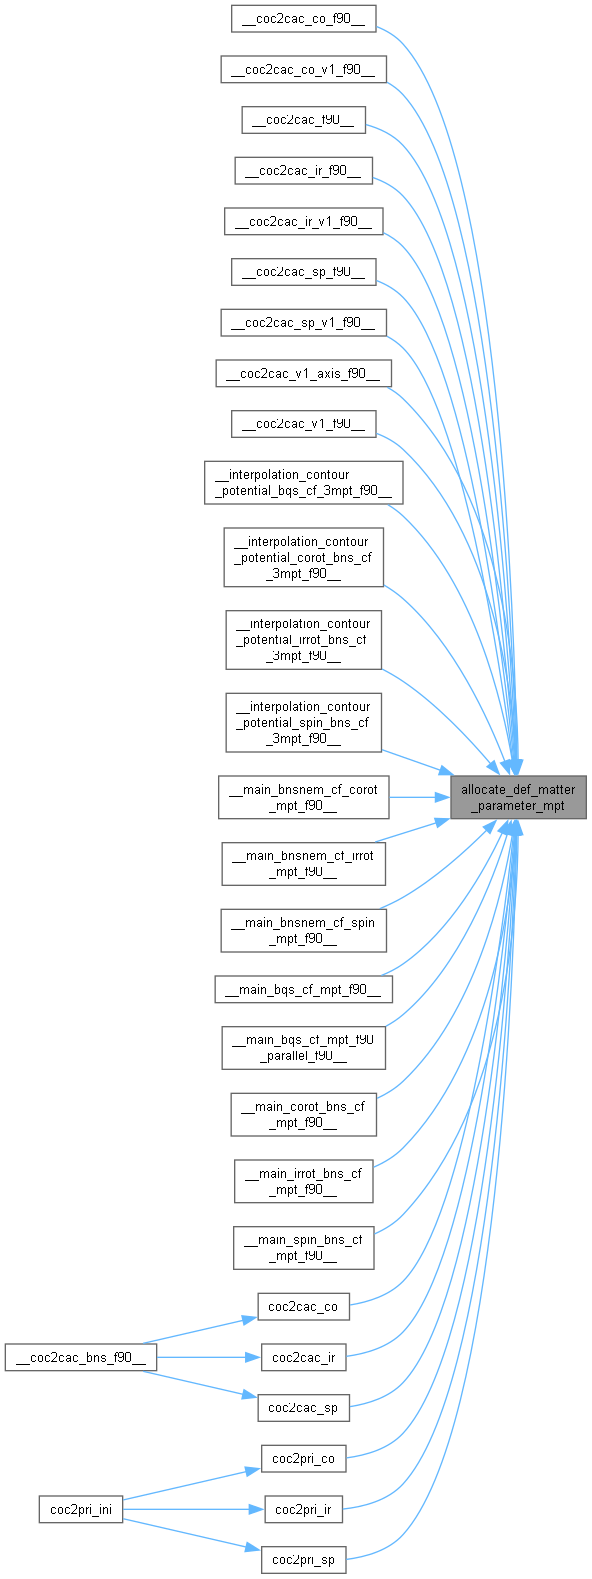 __coc2cac_co_f90__
__coc2cac_co_v1_f90__
__coc2cac_f90__
__coc2cac_ir_f90__
__coc2cac_ir_v1_f90__
__coc2cac_sp_f90__
__coc2cac_sp_v1_f90__
__coc2cac_v1_axis_f90__
__coc2cac_v1_f90__
__interpolation_contour
_potential_bqs_cf_3mpt_f90__
__interpolation_contour
_potential_corot_bns_cf
_3mpt_f90__
__interpolation_contour
_potential_irrot_bns_cf
_3mpt_f90__
__interpolation_contour
_potential_spin_bns_cf
_3mpt_f90__
allocate_def_matter
_parameter_mpt
__main_bnsnem_cf_corot
_mpt_f90__
__main_bnsnem_cf_irrot
_mpt_f90__
__main_bnsnem_cf_spin
_mpt_f90__
__main_bqs_cf_mpt_f90__
__main_bqs_cf_mpt_f90
_parallel_f90__
__main_corot_bns_cf
_mpt_f90__
__main_irrot_bns_cf
_mpt_f90__
__main_spin_bns_cf
_mpt_f90__
coc2cac_co
__coc2cac_bns_f90__
coc2cac_ir
coc2cac_sp
coc2pri_co
coc2pri_ini
coc2pri_ir
coc2pri_sp